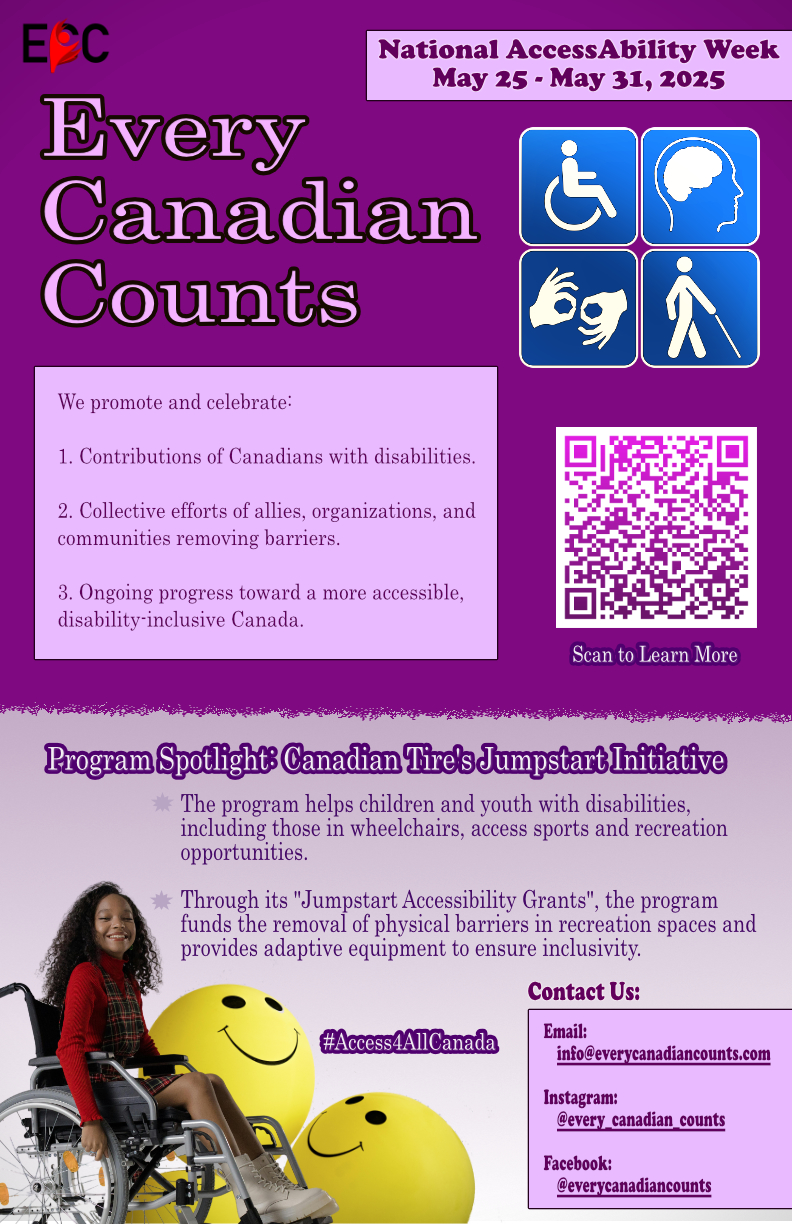 ECC
National AccessAbility Week
May 25 - May 31, 2025
Every
Canadian
Counts
We promote and celebrate:
1. Contributions of Canadians with disabilities.
2. Collective efforts of allies, organizations, and
communities removing barriers.
3. Ongoing progress toward a more accessible,
disability-inclusive Canada.
Scan to Learn More
Program Spotlight: Canadian Tire's Jumpstart Initiative
The program helps children and youth with disabilities,
including those in wheelchairs, access sports and recreation
opportunities.
Through its "Jumpstart Accessibility Grants", the program
funds the removal of physical barriers in recreation spaces and
provides adaptive equipment to ensure inclusivity.
#Access4AllCanada
Contact Us:
Email:
info@everycanadiancounts.com
Instagram:
@every_canadian_counts
Facebook:
@everycanadiancounts